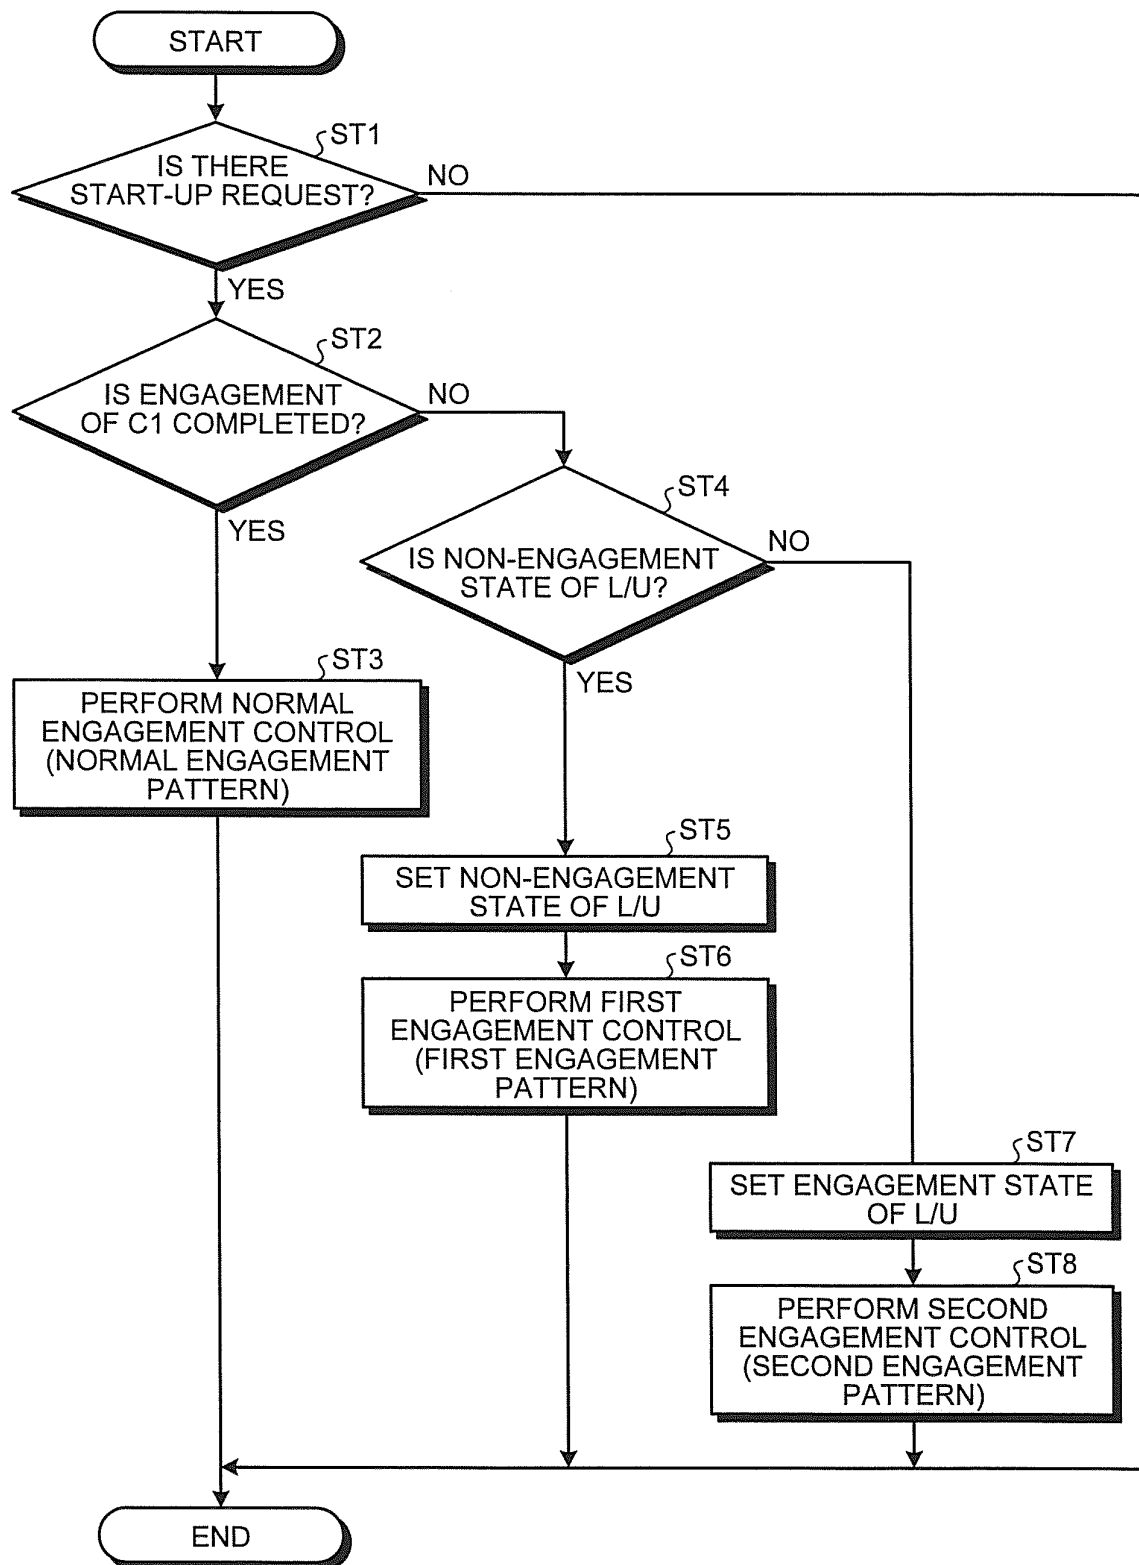 START
ST1
IS THERE
START-UP REQUEST?
NO
YES
ST2
IS ENGAGEMENT
OF C1 COMPLETED?
NO
YES
ST4
IS NON-ENGAGEMENT
STATE OF L/U?
NO
YES
ST3
PERFORM NORMAL
ENGAGEMENT CONTROL
(NORMAL ENGAGEMENT
PATTERN)
ST5
SET NON-ENGAGEMENT
STATE OF L/U
ST6
PERFORM FIRST
ENGAGEMENT CONTROL
(FIRST ENGAGEMENT
PATTERN)
ST7
SET ENGAGEMENT STATE
OF L/U
ST8
PERFORM SECOND
ENGAGEMENT CONTROL
(SECOND ENGAGEMENT
PATTERN)
END